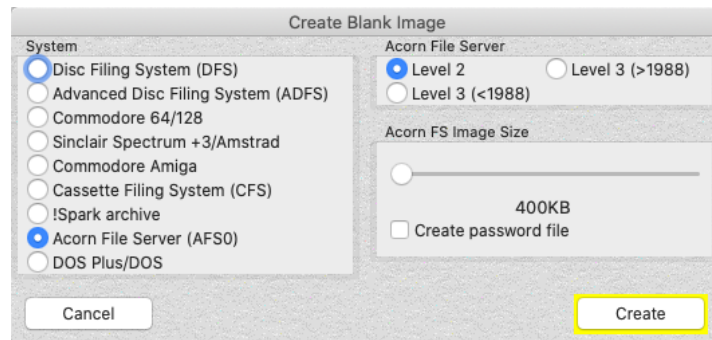 Create Blank Image
System
Disc Filing System (DFS)
Advanced Disc Filing System (ADFS)
Commodore 64/128
Sinclair Spectrum +3/Amstrad
Commodore Amiga
Cassette Filing System (CFS)
!Spark archive
Acorn File Server (AFS0)
DOS Plus/DOS
Acorn File Server
Level 2 Level 3 (>1988)
Level 3 (<1988)
Acorn FS Image Size
400KB
Create password file
Cancel Create